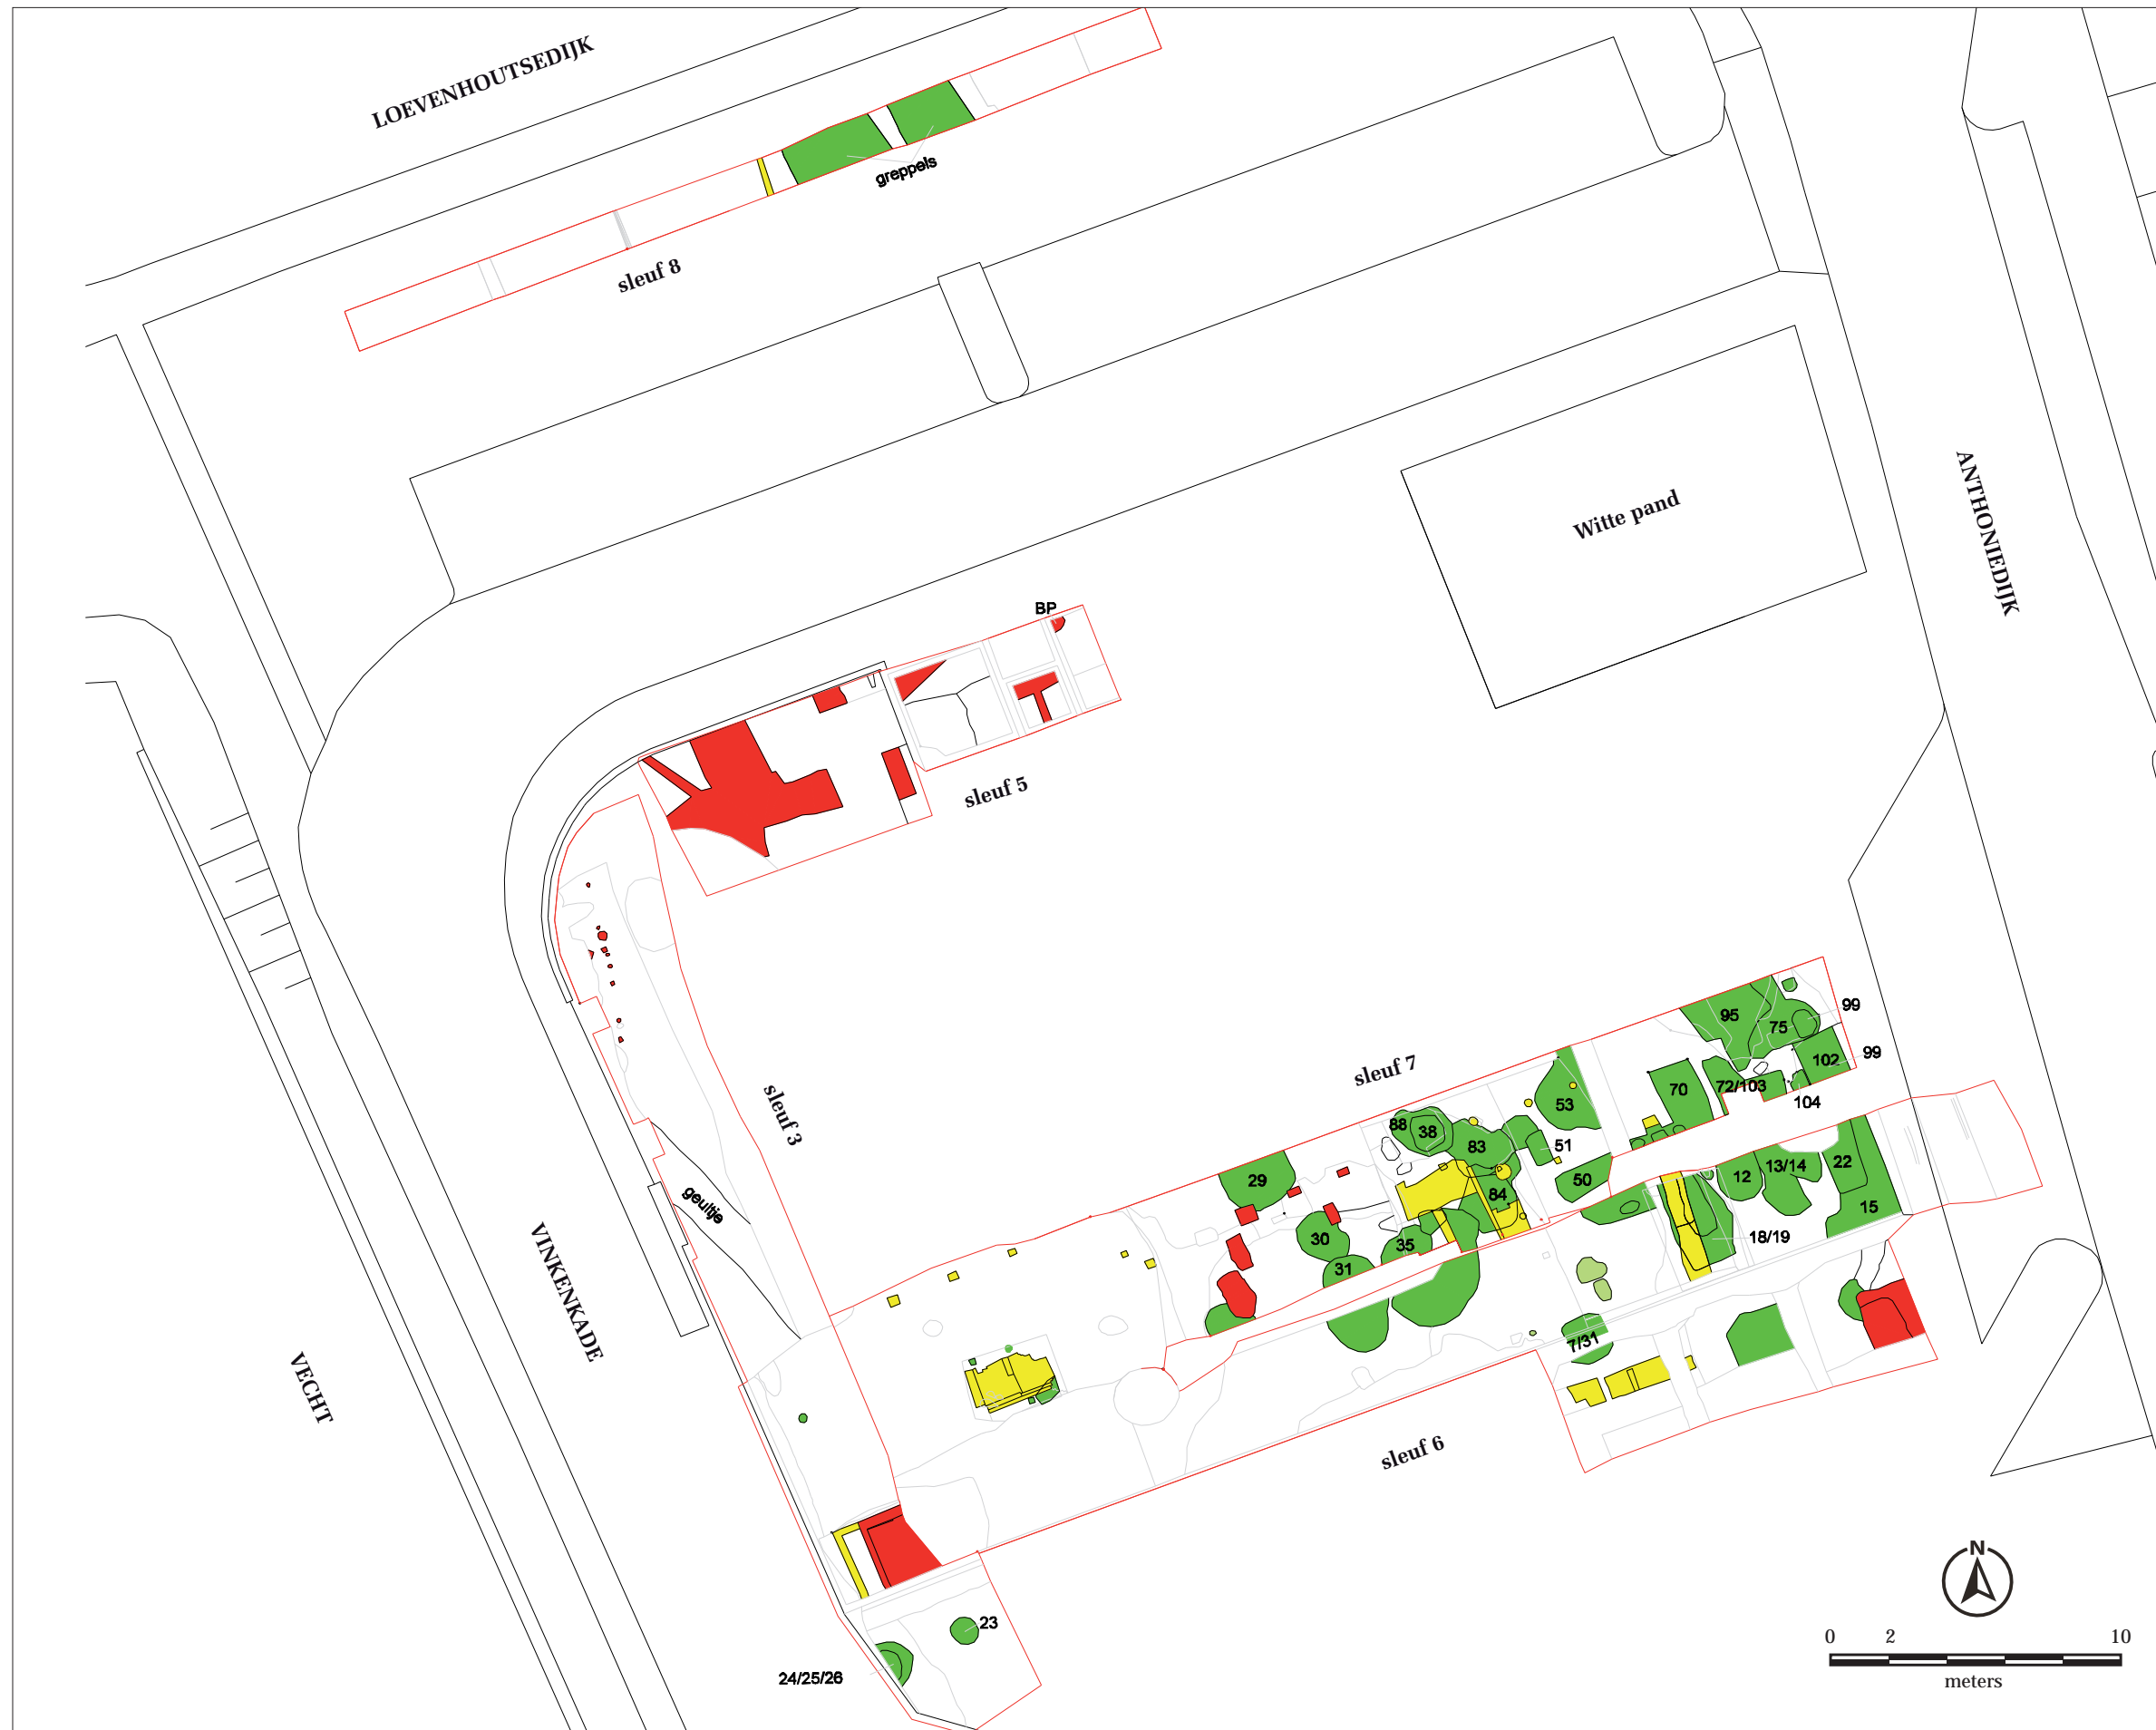 LOEVENHOUTSEDIJK
greppels
sleuf 8
ANTHONIEDIJK
Witte pand
BP
sleuf 5
sleuf 3
geultje
VINKENKADE
VECHT
sleuf 7
95
75
99
99
102
70
72/103
104
53
88
38
83
51
29
50
84
12
13/14
22
15
30
35
31
18/19
7/31
sleuf 6
23
24/25/26
N
0 2 10
meters